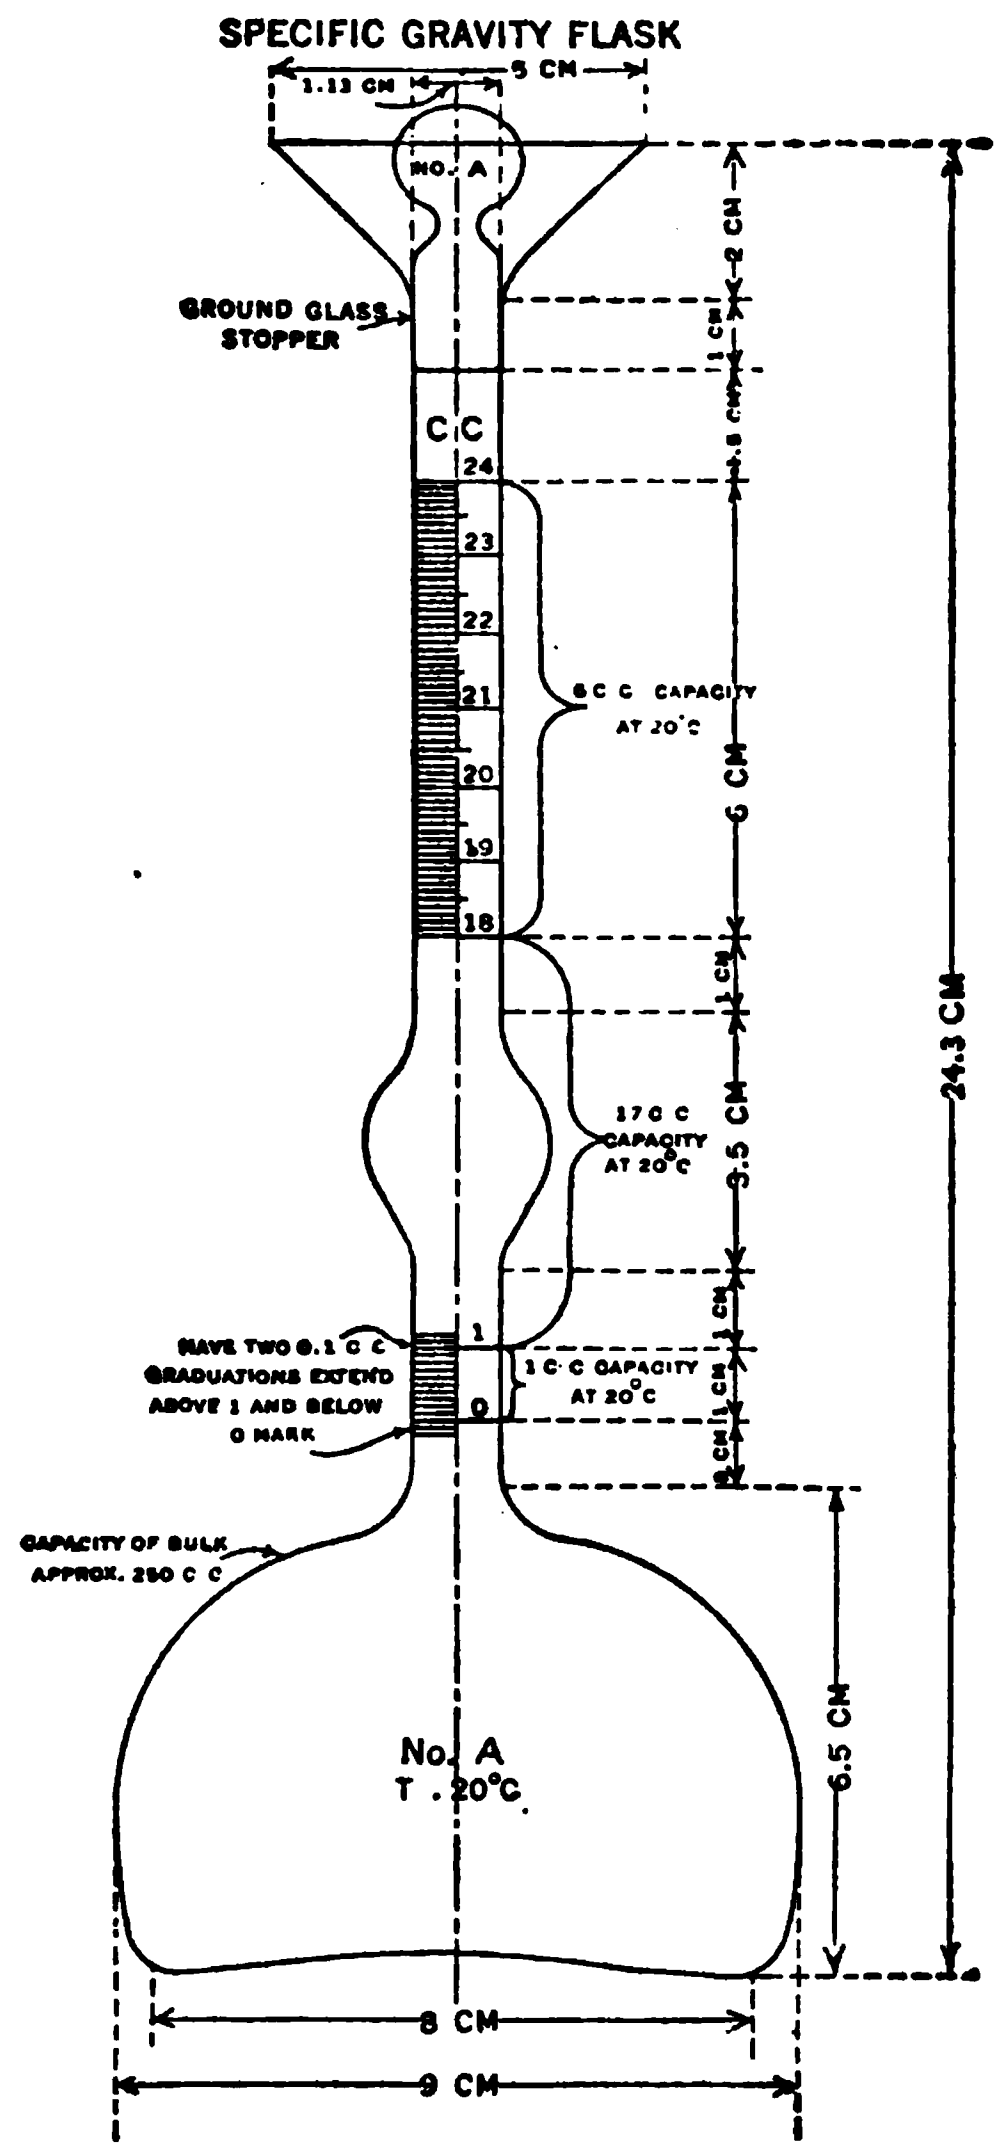 SPECIFIC GRAVITY FLASK
5 CM
1.13 CM
NO. A
2 CM
GROUND GLASS
STOPPER
1 CM
C C
24
23
22
21
20
19
18
6 C C CAPACITY
AT 20°C
6 CM
1 CM
24.3 CM
17 C C
CAPACITY
AT 20°C
3.5 CM
1 CM
HAVE TWO 0.1 C C
GRADUATIONS EXTEND
ABOVE 1 AND BELOW
0 MARK
1
0
1 C C CAPACITY
AT 20°C
1 CM
CAPACITY OF BULK
APPROX. 250 C C
No. A
T. 20°C.
6.5 CM
8 CM
9 CM